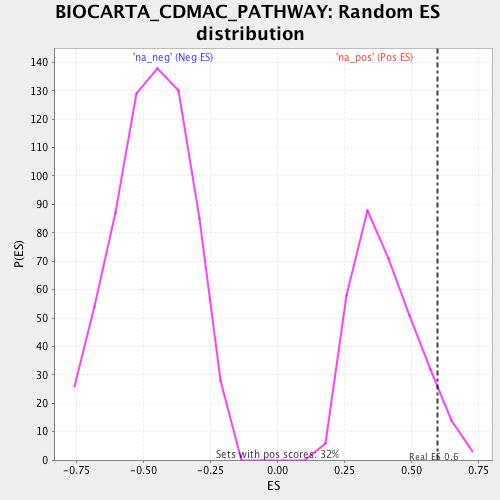 BIOCARTA_CDMAC_PATHWAY: Random ES
distribution
'na_neg' (Neg ES)
'na_pos' (Pos ES)
140
130
120
110
100
90
80
70
60
50
40
30
20
10
0
P(ES)
Sets with pos scores: 32%
Real ES 0.6
-0.75
-0.50
-0.25
0.00
0.25
0.50
0.75
ES